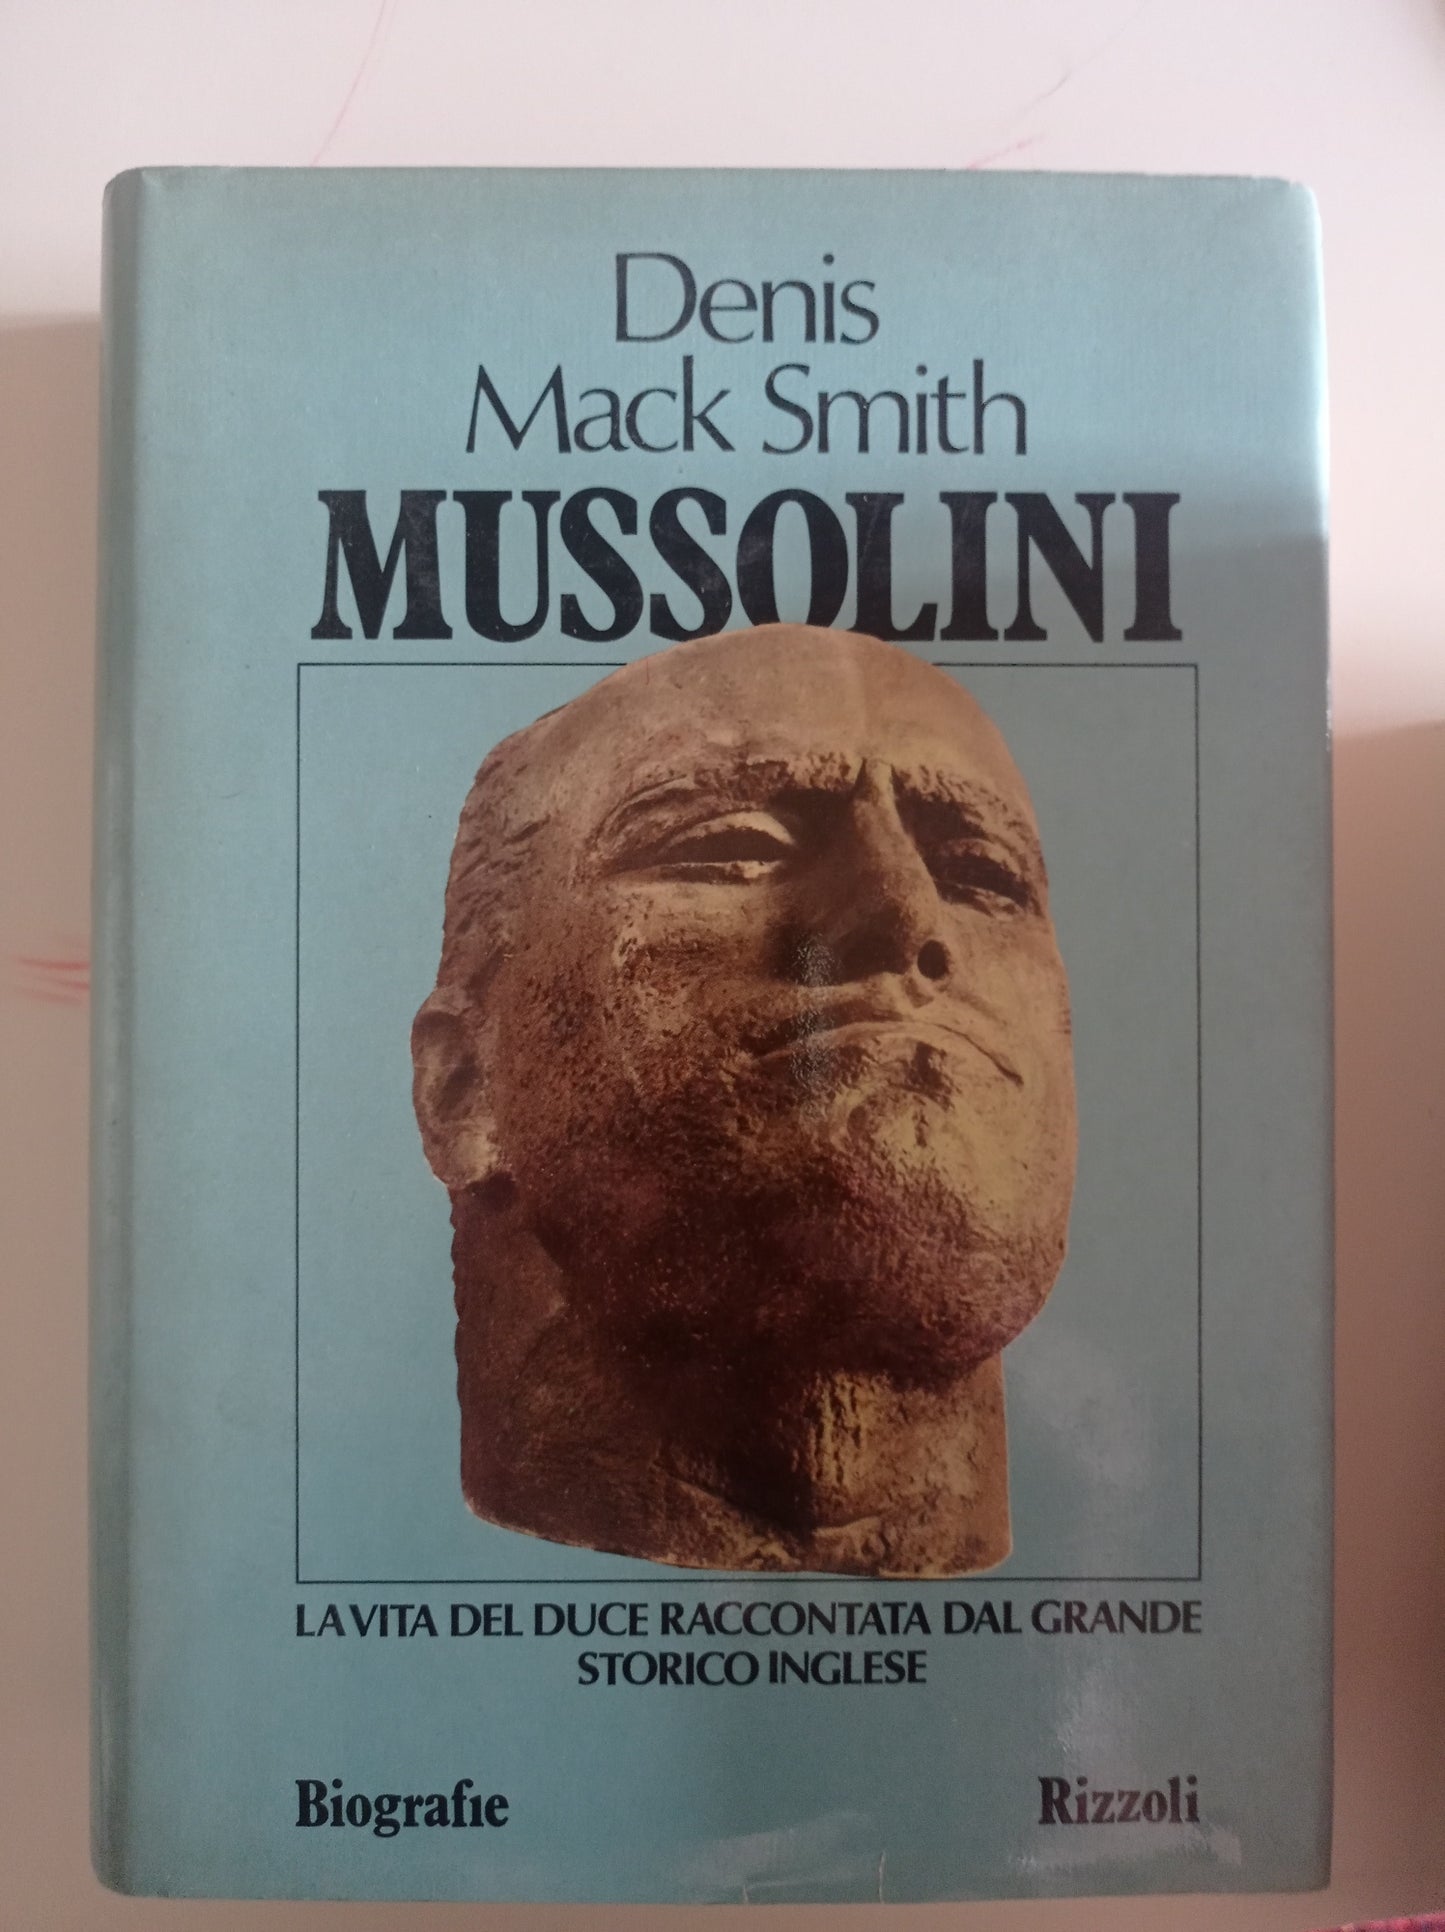 Denis
Mack Smith
MUSSOLINI
LA VITA DEL DUCE RACCONTATA DAL GRANDE
STORICO INGLESE
Biografie
Rizzoli